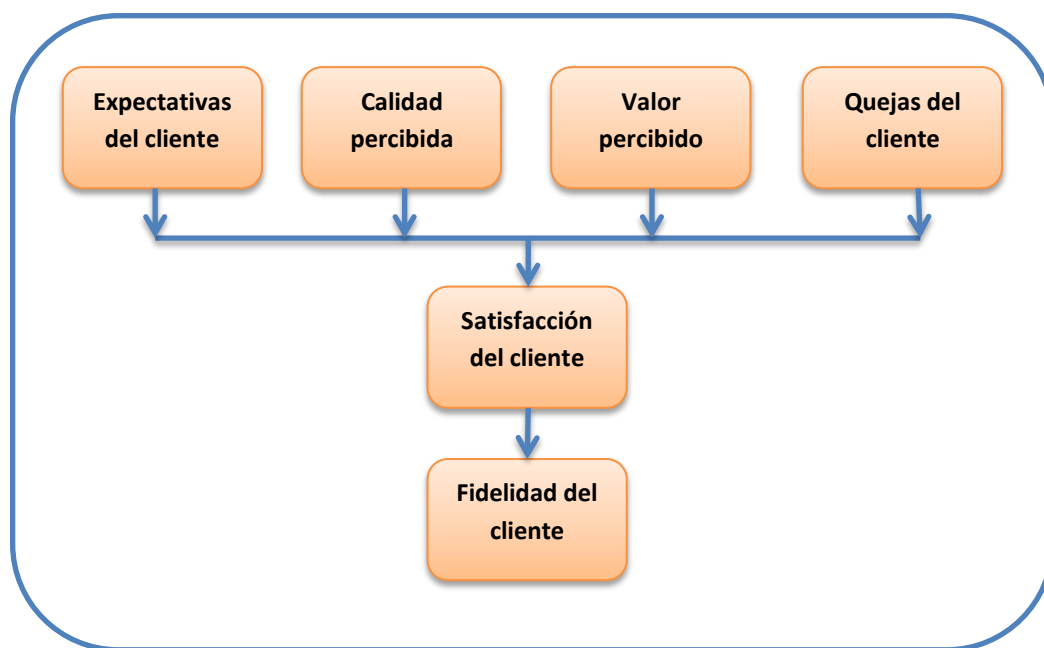 Expectativas
del cliente
Calidad
percibida
Valor
percibido
Quejas del
cliente
Satisfacción
del cliente
Fidelidad del
cliente